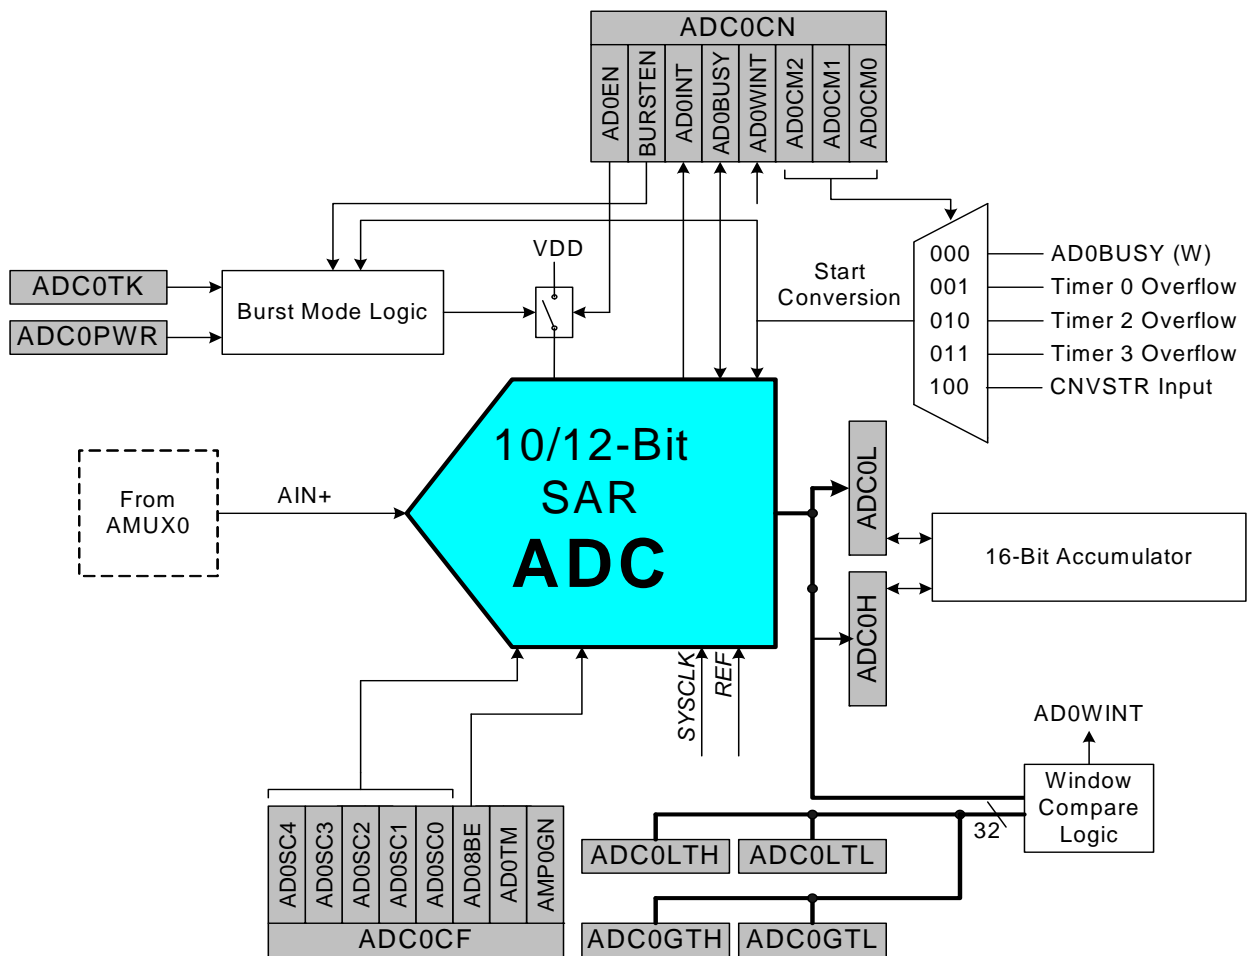 ADC0CN
AD0EN
BURSTEN
AD0INT
AD0BUSY
AD0WINT
AD0CM2
AD0CM1
AD0CM0
VDD
ADC0TK
ADC0PWR
Burst Mode Logic
Start
Conversion
000
001
010
011
100
AD0BUSY (W)
Timer 0 Overflow
Timer 2 Overflow
Timer 3 Overflow
CNVSTR Input
From
AMUX0
AIN+
10/12-Bit
SAR
ADC
ADC0L
ADC0H
16-Bit Accumulator
SYSCLK
REF
AD0WINT
Window
Compare
Logic
32
AD0SC4
AD0SC3
AD0SC2
AD0SC1
AD0SC0
AD08BE
AD0TM
AMP0GN
ADC0CF
ADC0LTH
ADC0LTL
ADC0GTH
ADC0GTL